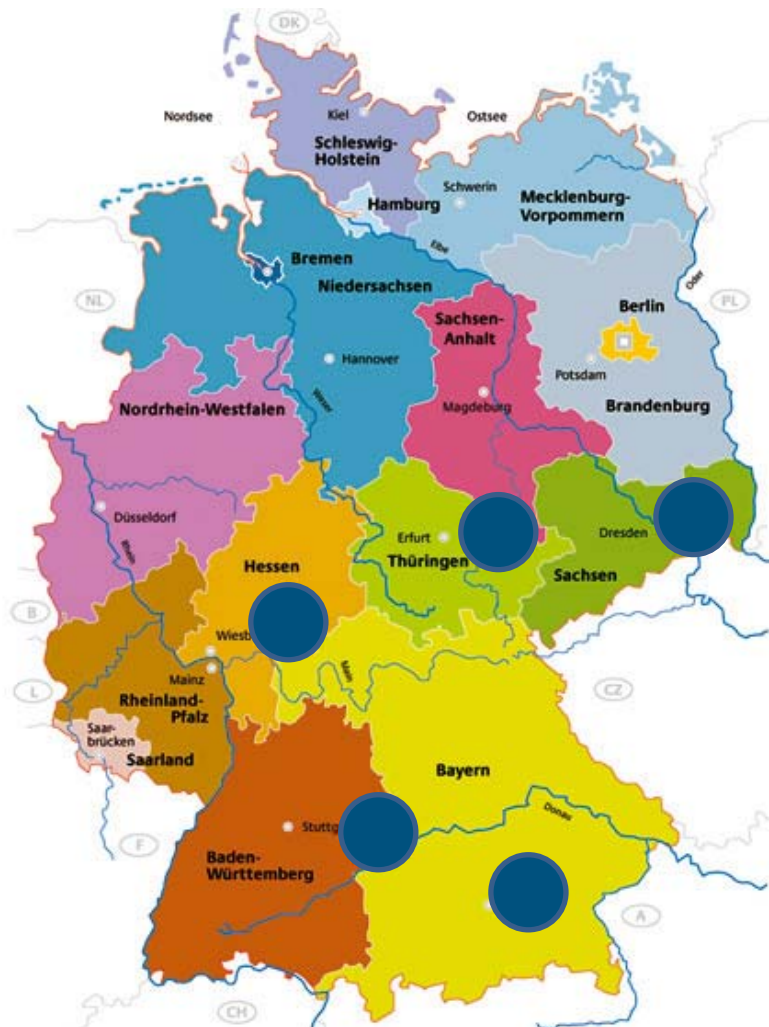 DK
Nordsee
Kiel
Ostsee
Schleswig-
Holstein
Schwerin
Mecklenburg-
Vorpommern
Hamburg
Elbe
Bremen
Niedersachsen
Oder
NL
PL
Berlin
Sachsen-
Anhalt
Hannover
Potsdam
Weser
Magdeburg
Brandenburg
Nordrhein-Westfalen
Düsseldorf
Rhein
Erfurt
Thüringen
Dresden
Sachsen
Hessen
B
Wiesb
Main
Mainz
L
CZ
Rheinland-
Pfalz
Saar-
brücken
Saarland
Bayern
Donau
F
Stuttg
Baden-
Württemberg
A
CH